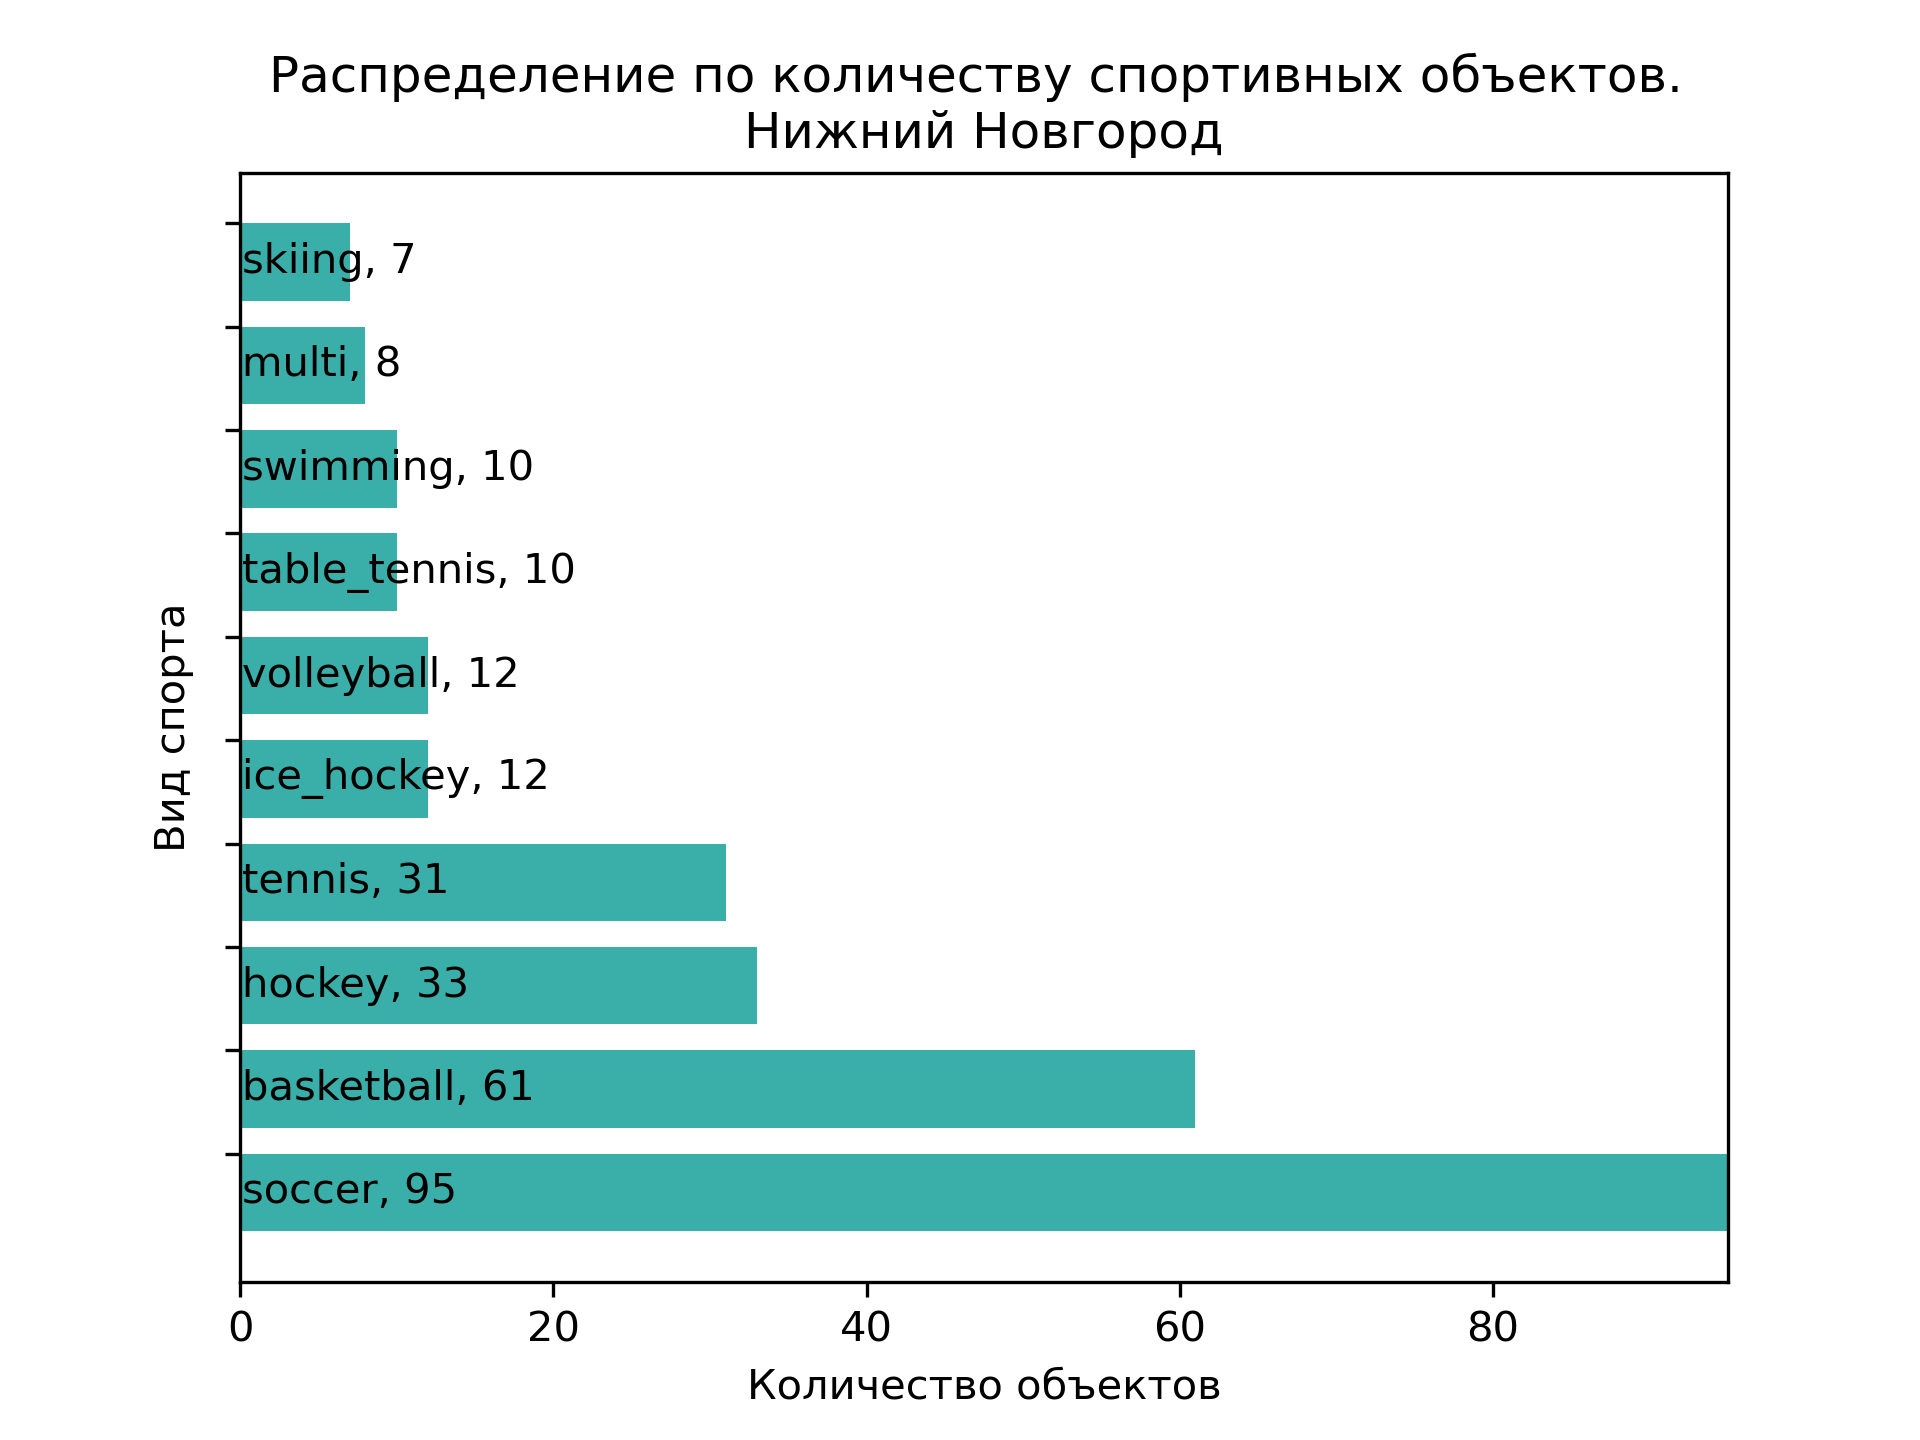 Распределение по количеству спортивных объектов.
Нижний Новгород
skiing, 7
multi, 8
swimming, 10
table_tennis, 10
volleyball, 12
ice_hockey, 12
tennis, 31
hockey, 33
basketball, 61
soccer, 95
Вид спорта
0 20 40 60 80
Количество объектов